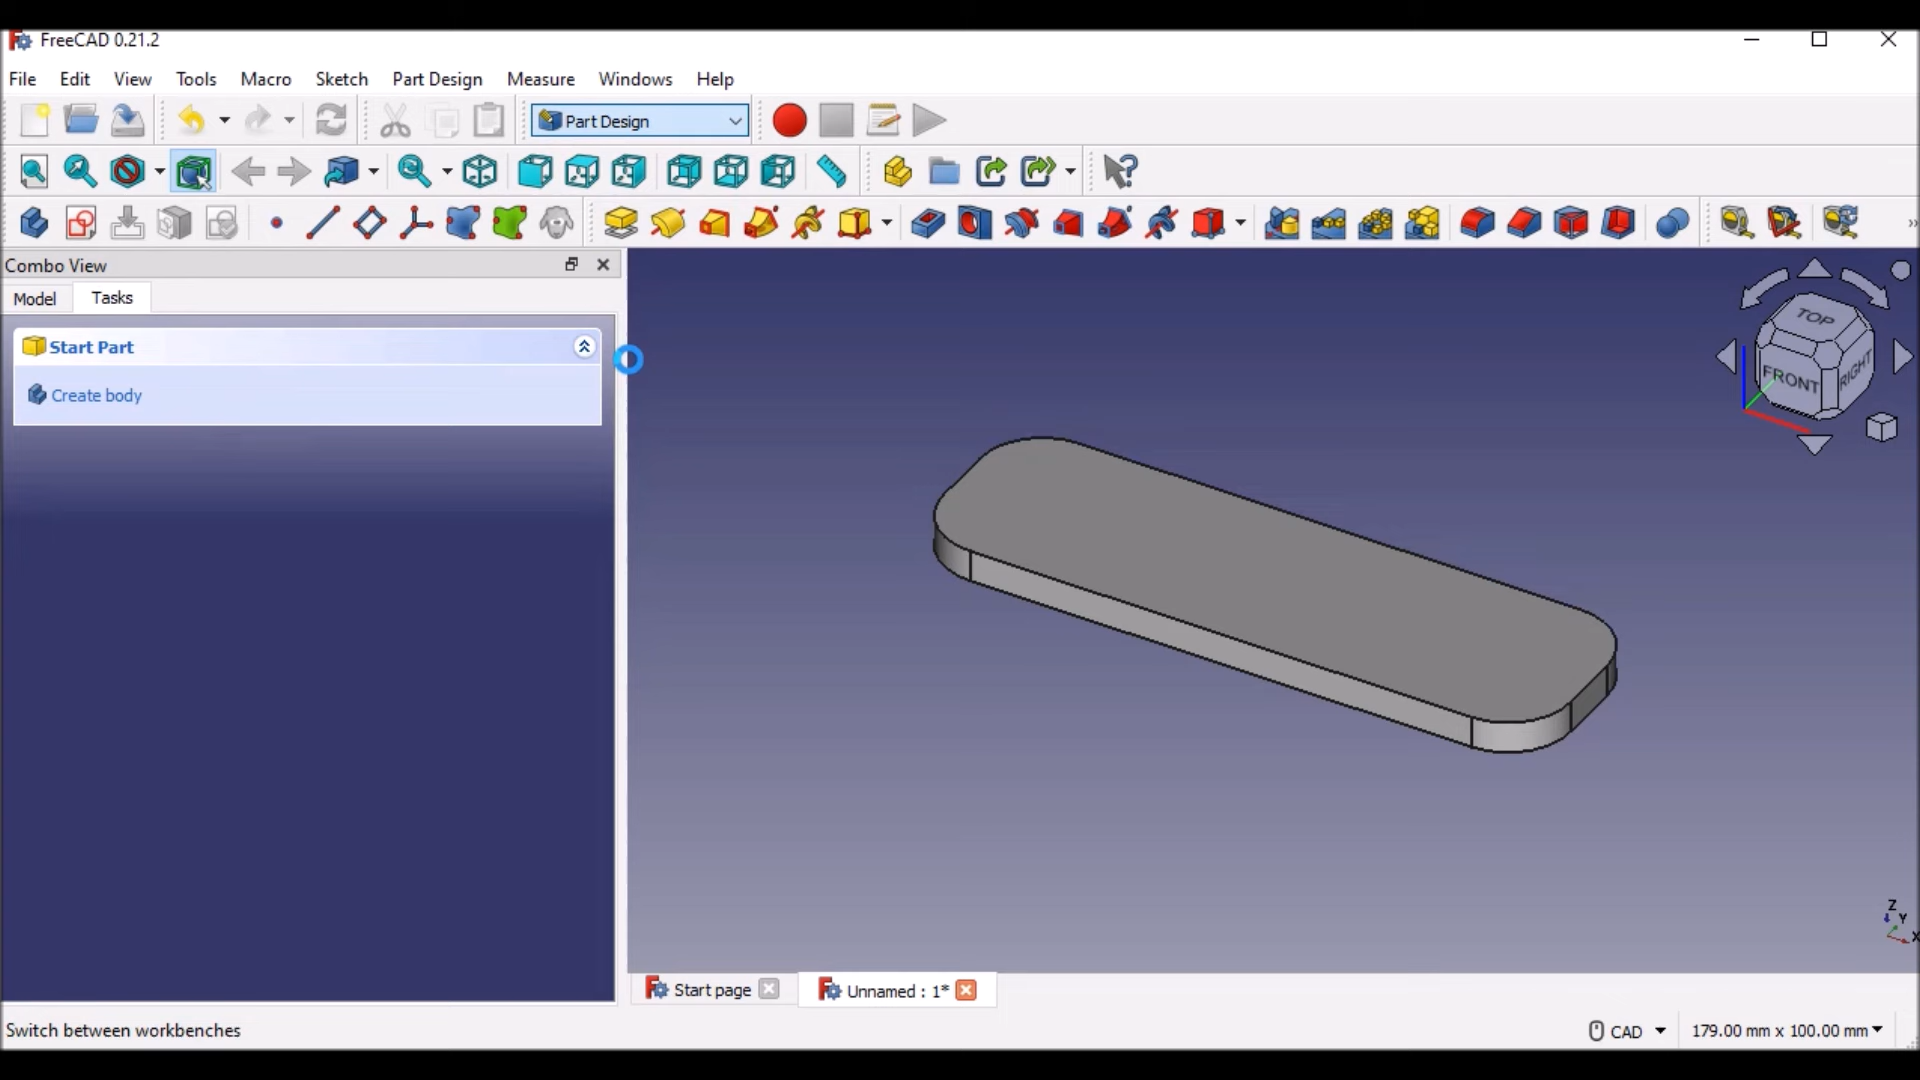 FreeCAD 0.21.2
File Edit View Tools Macro Sketch Part Design Measure Windows Help
Part Design
Combo View
Model Tasks
Start Part
Create body
TOP
FRONT RIGHT
Z
Y
X
Start page Unnamed : 1*
Switch between workbenches CAD 179.00 mm x 100.00 mm